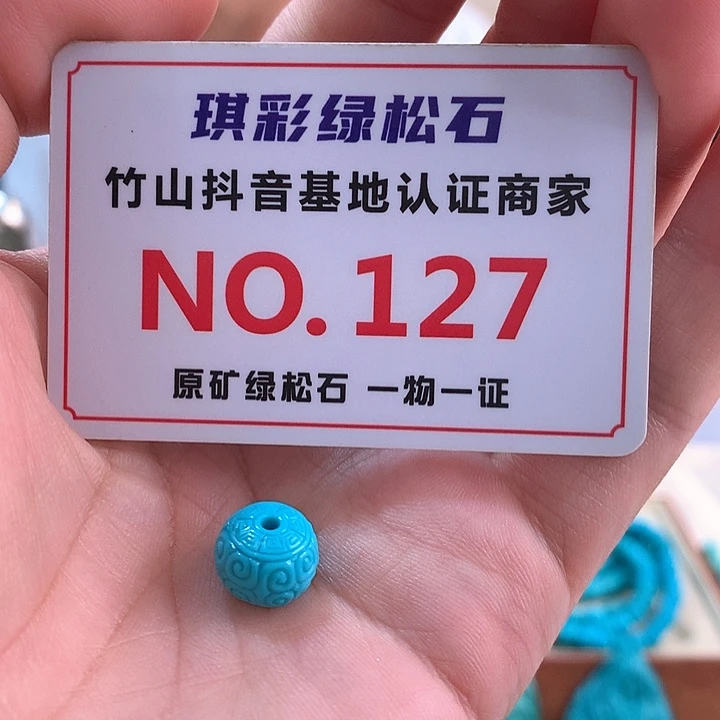 琪彩绿松石
竹山抖音基地认证商家
NO.127
原矿绿松石 一物一证